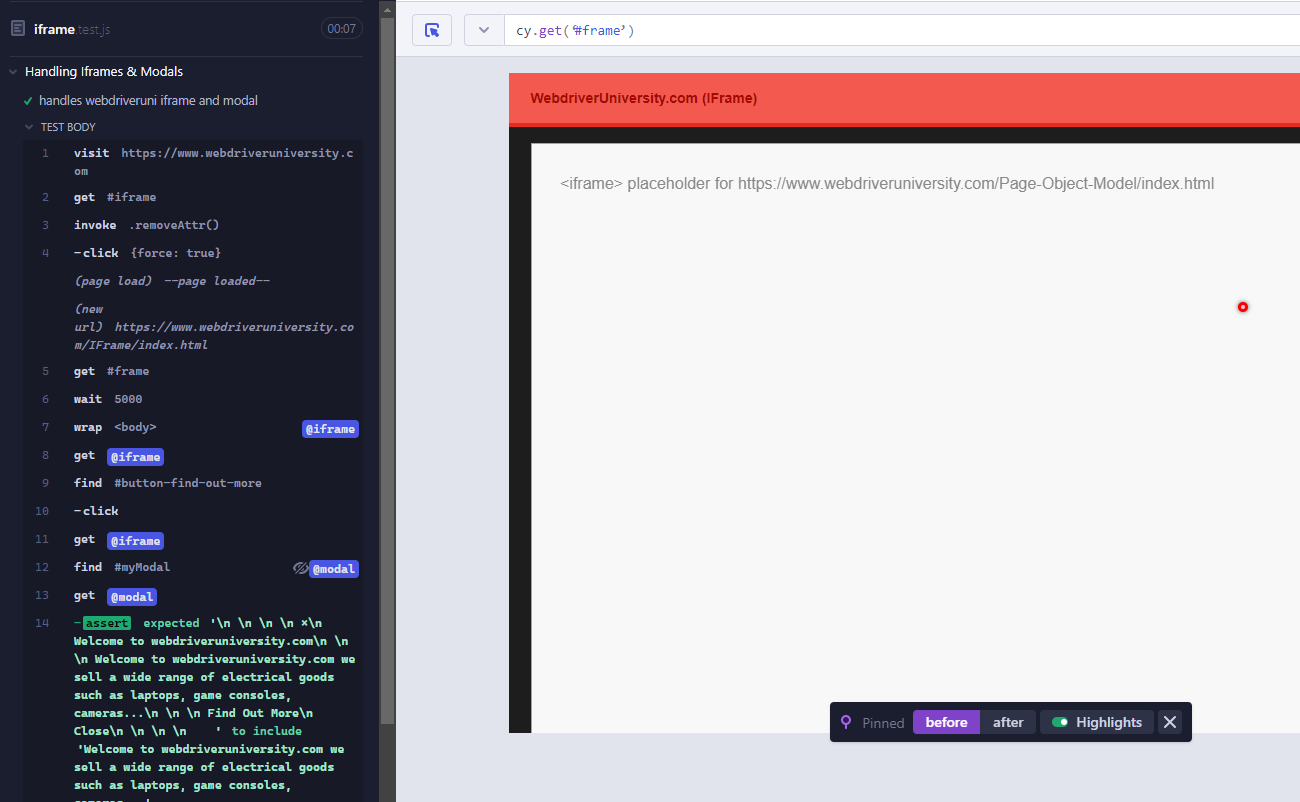 iframe.test.js 00:07
Handling Iframes & Modals
handles webdriveruni iframe and modal
TEST BODY
1 visit https://www.webdriveruniversity.c
om
2 get #iframe
3 invoke .removeAttr()
4 -click {force: true}
(page load) --page loaded--
(new
url) https://www.webdriveruniversity.co
m/IFrame/index.html
5 get #frame
6 wait 5000
7 wrap <body> @iframe
8 get @iframe
9 find #button-find-out-more
10 -click
11 get @iframe
12 find #myModal @modal
13 get @modal
14 -assert expected '\n \n \n \n ×\n
Welcome to webdriveruniversity.com\n \n
\n Welcome to webdriveruniversity.com we
sell a wide range of electrical goods
such as laptops, game consoles,
cameras...\n \n \n Find Out More\n
Close\n \n \n \n ' to include
'Welcome to webdriveruniversity.com we
sell a wide range of electrical goods
such as laptops, game consoles,
cy.get(‘#frame’)
WebdriverUniversity.com (IFrame)
<iframe> placeholder for https://www.webdriveruniversity.com/Page-Object-Model/index.html
Pinned before after Highlights